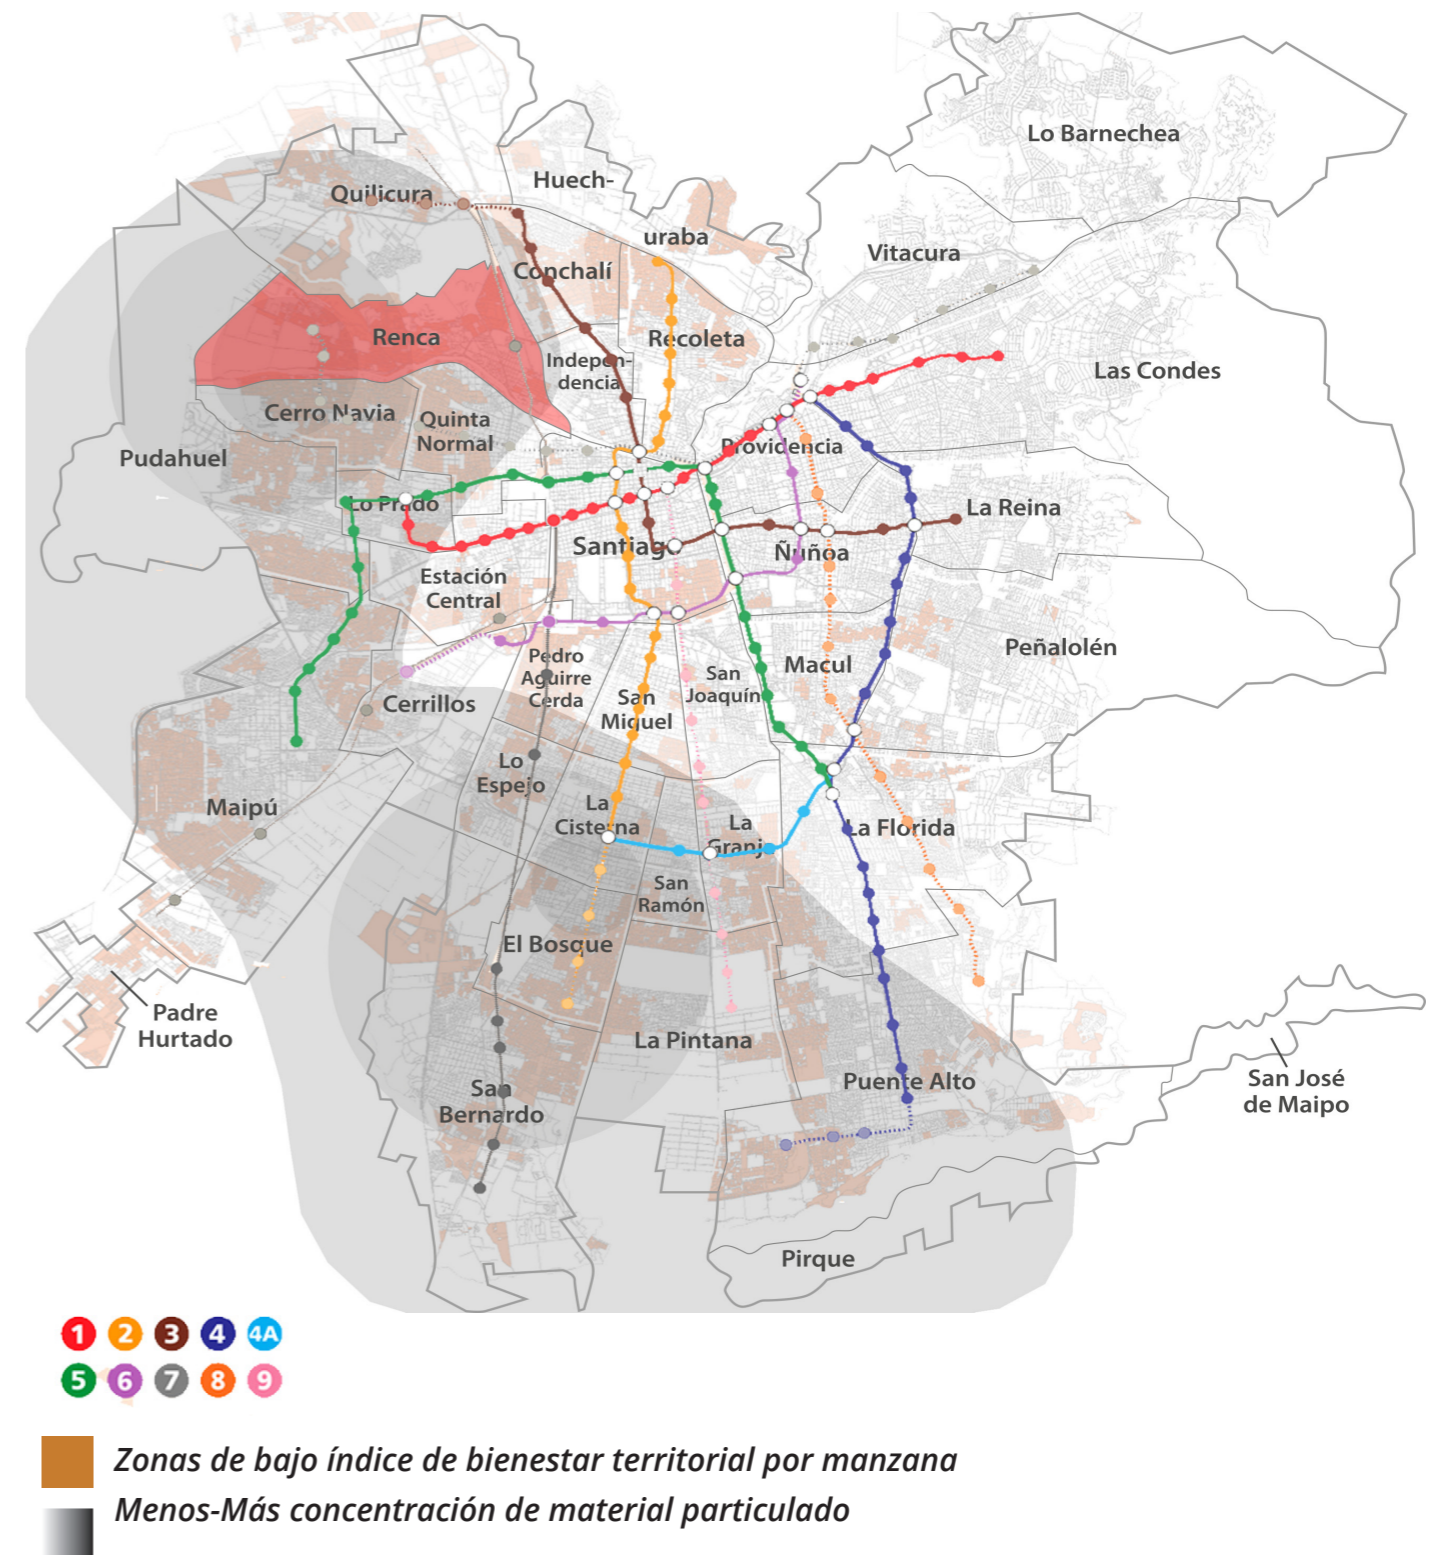 Lo Barnechea
Huech-
Quilicura
uraba
Vitacura
Conchalí
Renca
Recoleta
Indepen-
dencia
Las Condes
Cerro Navia
Quinta
Normal
Providencia
Pudahuel
Lo Prado
La Reina
Santiago
Ñuñoa
Estación
Central
Peñalolén
Pedro
Aguirre
Cerda
Macul
San
Joaquín
Cerrillos
San
Miguel
Lo
Espejo
Maipú
La
Cisterna
La
Granja
La Florida
San
Ramón
El Bosque
Padre
Hurtado
La Pintana
Puente Alto
San José
de Maipo
San
Bernardo
Pirque
1 2 3 4 4A
5 6 7 8 9
Zonas de bajo índice de bienestar territorial por manzana
Menos-Más concentración de material particulado